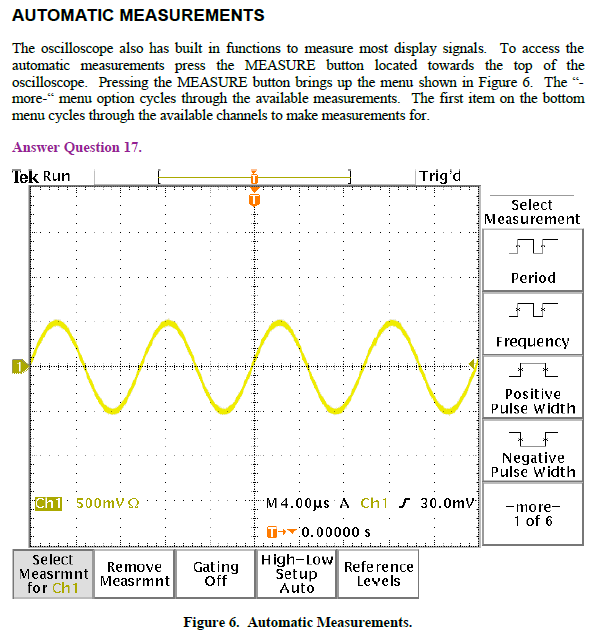 AUTOMATIC MEASUREMENTS
The oscilloscope also has built in functions to measure most display signals. To access the
automatic measurements press the MEASURE button located towards the top of the
oscilloscope. Pressing the MEASURE button brings up the menu shown in Figure 6. The “-
more-“ menu option cycles through the available measurements. The first item on the bottom
menu cycles through the available channels to make measurements for.
Answer Question 17.
Tek Run
Trig'd
T
T
Select
Measurement
Period
Frequency
Positive
Pulse Width
Negative
Pulse Width
-more-
1 of 6
1
Ch1 500mV Ω
M 4.00µs A Ch1 ʃ 30.0mV
T→▼ 0.00000 s
Select
Measrmnt
for Ch1
Remove
Measrmnt
Gating
Off
High-Low
Setup
Auto
Reference
Levels
Figure 6. Automatic Measurements.